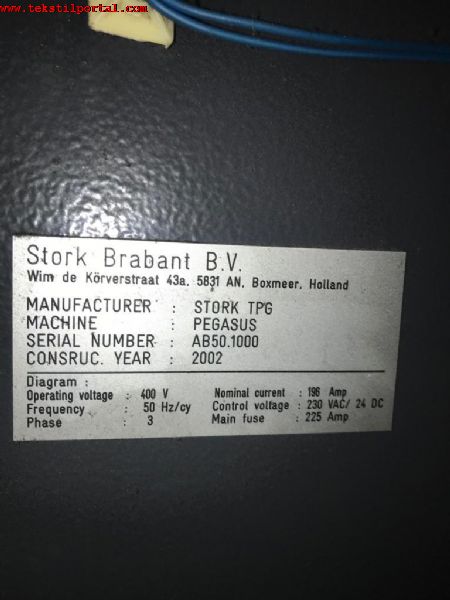 www.tekstilportal.com
Stork Brabant B.V.
Wim de Körverstraat 43a. 5831 AN, Boxmeer, Holland
MANUFACTURER : STORK TPG
MACHINE : PEGASUS
SERIAL NUMBER : AB50.1000
CONSRUC. YEAR : 2002
Diagram :
Operating voltage : 400 V Nominal current : 196 Amp
Frequency : 50 Hz/cy Control voltage : 230 VAC/ 24 DC
Phase : 3 Main fuse : 225 Amp